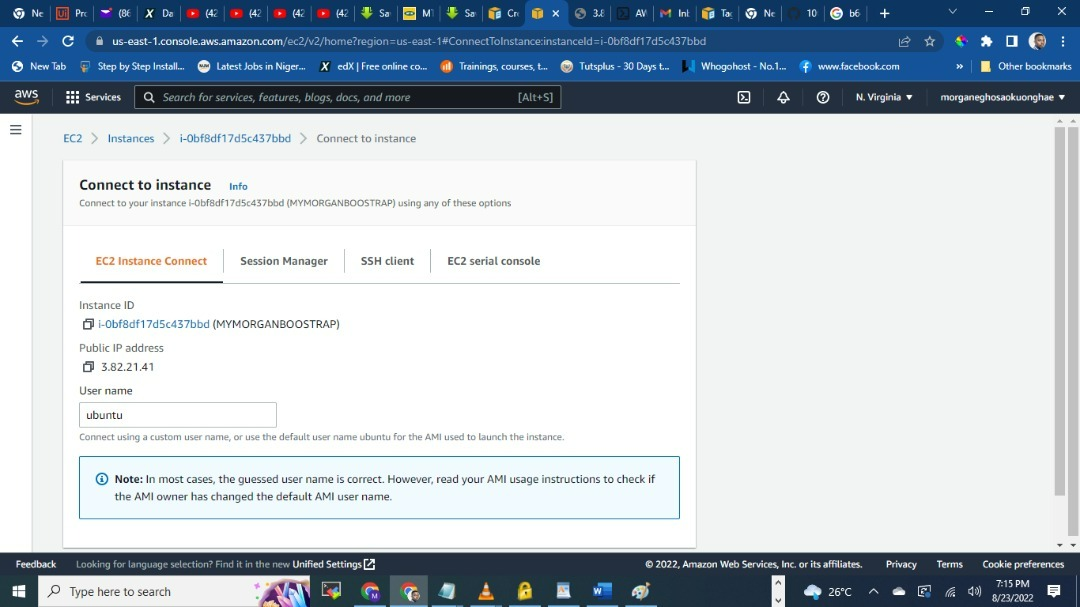 Ne
Pro
(86
Da
(42
(42
(42
(42
Sa
MT
Sa
Cr
3.8
AV
Inb
Tag
Ne
10
b6
us-east-1.console.aws.amazon.com/ec2/v2/home?region=us-east-1#ConnectToInstance:instanceId=i-0bf8df17d5c437bbd
New Tab
Step by Step Install...
Latest Jobs in Niger...
edX | Free online co...
Trainings, courses, t...
Tutsplus - 30 Days t...
Whogohost - No.1...
www.facebook.com
»
Other bookmarks
aws
Services
Search for services, features, blogs, docs, and more
[Alt+S]
N. Virginia
morganeghosaokuonghae
EC2
Instances
i-0bf8df17d5c437bbd
Connect to instance
Connect to instance Info
Connect to your instance i-0bf8df17d5c437bbd (MYMORGANBOOSTRAP) using any of these options
EC2 Instance Connect
Session Manager
SSH client
EC2 serial console
Instance ID
i-0bf8df17d5c437bbd (MYMORGANBOOSTRAP)
Public IP address
3.82.21.41
User name
ubuntu
Connect using a custom user name, or use the default user name ubuntu for the AMI used to launch the instance.
Note: In most cases, the guessed user name is correct. However, read your AMI usage instructions to check if
the AMI owner has changed the default AMI user name.
Feedback
Looking for language selection? Find it in the new Unified Settings
© 2022, Amazon Web Services, Inc. or its affiliates.
Privacy
Terms
Cookie preferences
Type here to search
26°C
7:15 PM
8/23/2022